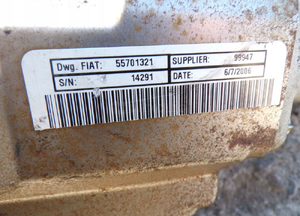 Dwg. FIAT: 55701321 SUPPLIER: 99947
S/N: 14291 DATE: 6/7/2006